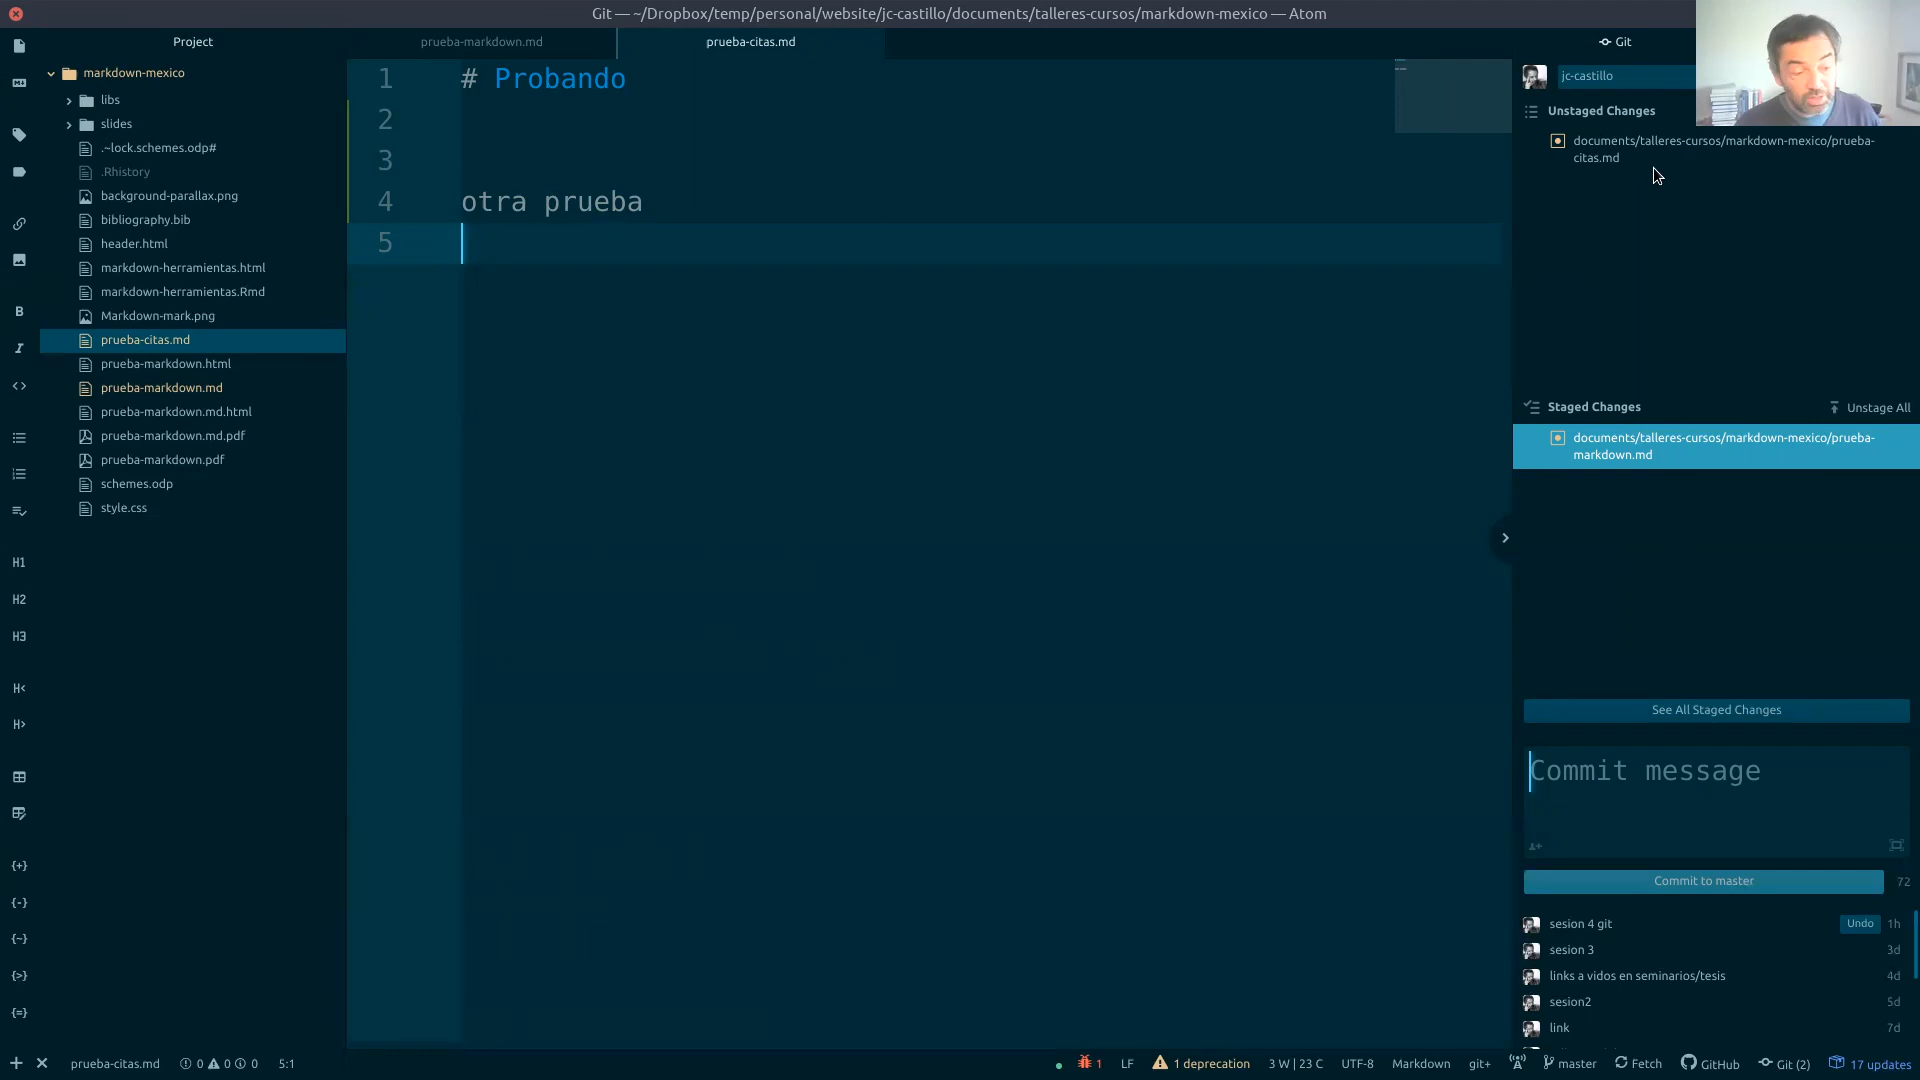 Git — ~/Dropbox/temp/personal/website/jc-castillo/documents/talleres-cursos/markdown-mexico — Atom
Project
prueba-markdown.md
prueba-citas.md
Git
markdown-mexico
libs
slides
.~lock.schemes.odp#
.Rhistory
background-parallax.png
bibliography.bib
header.html
markdown-herramientas.html
markdown-herramientas.Rmd
Markdown-mark.png
prueba-citas.md
prueba-markdown.html
prueba-markdown.md
prueba-markdown.md.html
prueba-markdown.md.pdf
prueba-markdown.pdf
schemes.odp
style.css
B
I
H1
H2
H3
H<
H>
{+}
{-}
{~}
{>}
{=}
1 # Probando
2
3
4 otra prueba
5
jc-castillo
Unstaged Changes
documents/talleres-cursos/markdown-mexico/prueba-
citas.md
Staged Changes
Unstage All
documents/talleres-cursos/markdown-mexico/prueba-
markdown.md
See All Staged Changes
Commit message
Commit to master 72
sesion 4 git Undo 1h
sesion 3 3d
links a vidos en seminarios/tesis 4d
sesion2 5d
link 7d
prueba-citas.md 0 0 0 5:1 1 LF 1 deprecation 3 W | 23 C UTF-8 Markdown git+ master Fetch GitHub Git (2) 17 updates